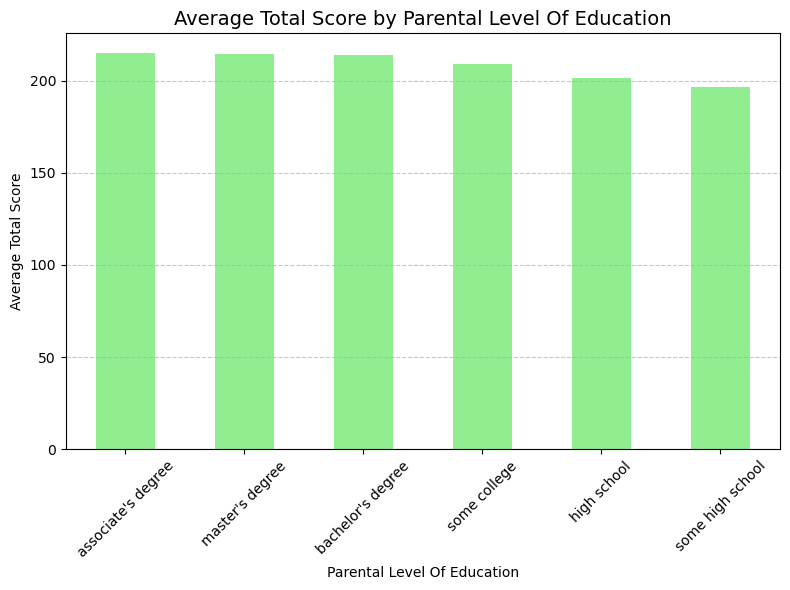 Average Total Score by Parental Level Of Education
Average Total Score
200
150
100
50
0
associate's degree
master's degree
bachelor's degree
some college
high school
some high school
Parental Level Of Education